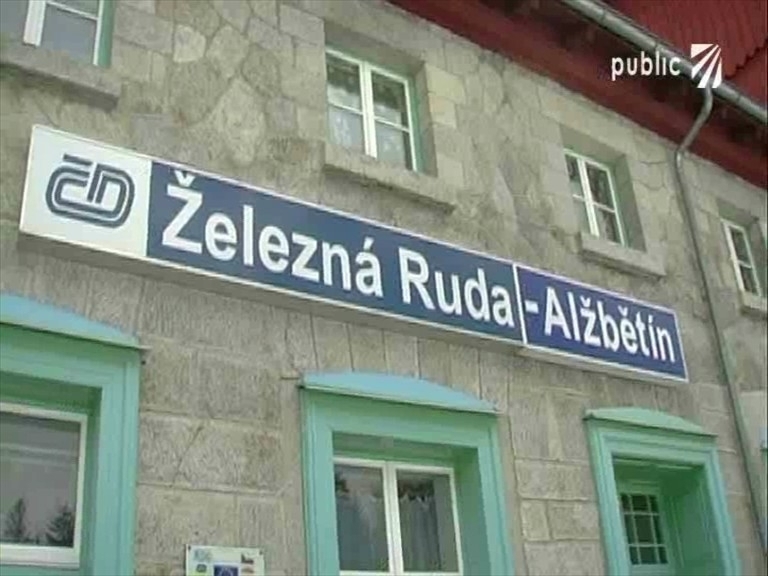 public
ČD Železná Ruda - Alžbětín